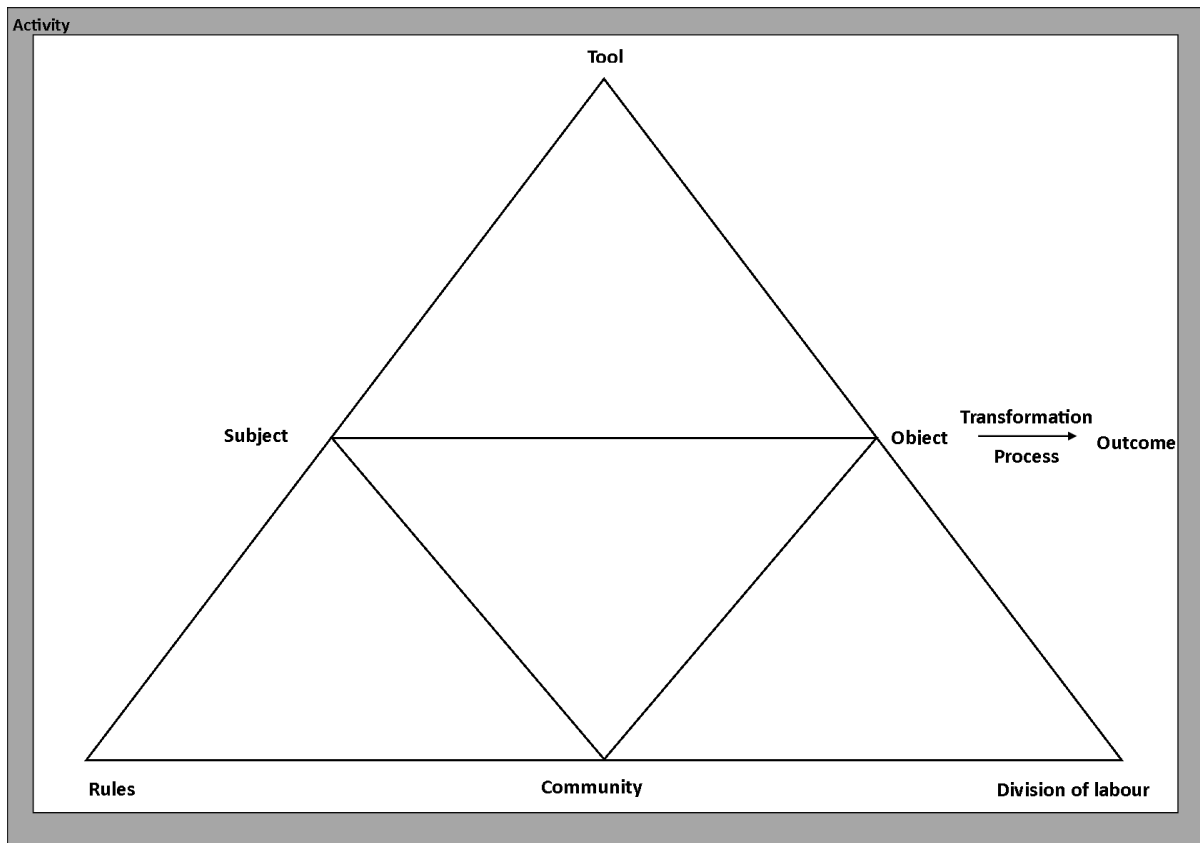 Activity
Tool
Subject
Object
Transformation
Process
Outcome
Rules
Community
Division of labour